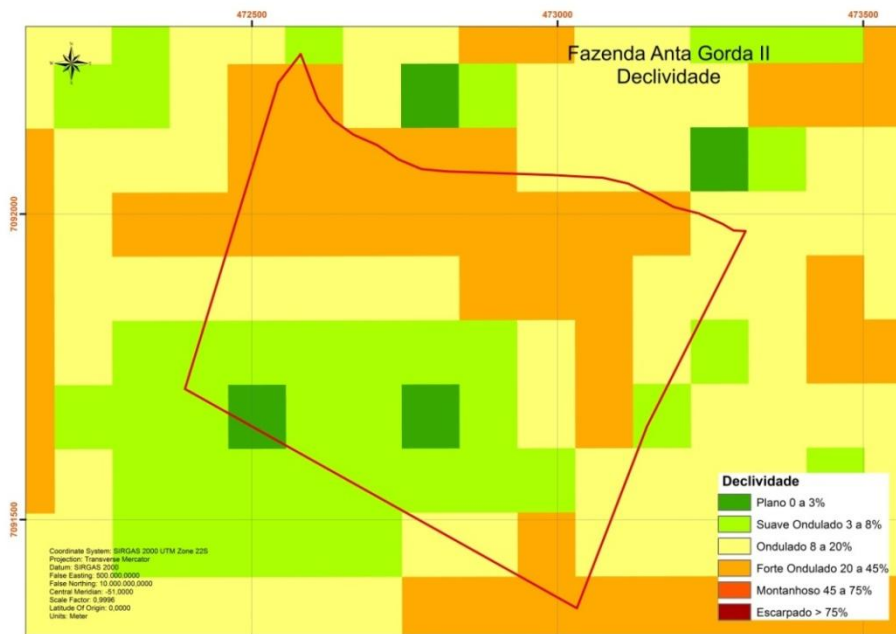 472500
473000
473500
Fazenda Anta Gorda II
Declividade
7092000
7091500
Declividade
Plano 0 a 3%
Suave Ondulado 3 a 8%
Ondulado 8 a 20%
Forte Ondulado 20 a 45%
Montanhoso 45 a 75%
Escarpado > 75%
Coordinate System: SIRGAS 2000 UTM Zone 22S
Projection: Transverse Mercator
Datum: SIRGAS 2000
False Easting: 500.000,0000
False Northing: 10.000.000,0000
Central Meridian: -51,0000
Scale Factor: 0,9996
Latitude Of Origin: 0,0000
Units: Meter